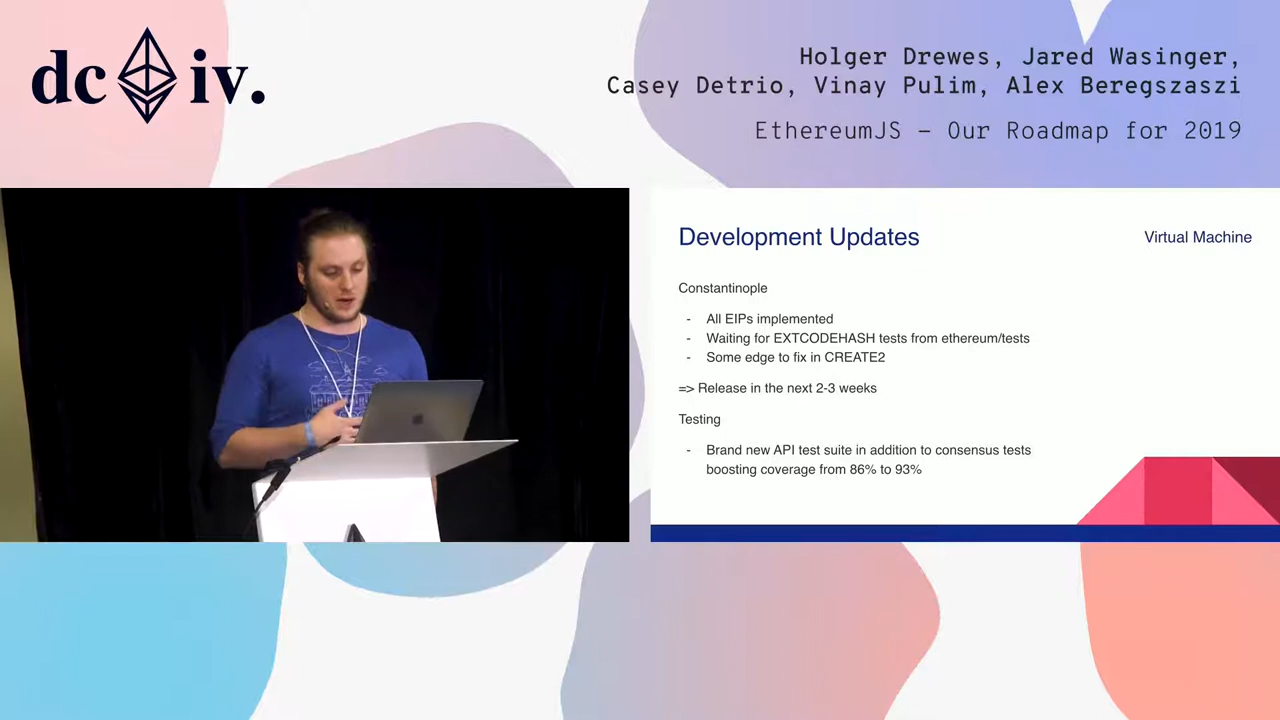 dc iv.
Holger Drewes, Jared Wasinger,
Casey Detrio, Vinay Pulim, Alex Beregszaszi
EthereumJS – Our Roadmap for 2019
Development Updates
Virtual Machine
Constantinople
- All EIPs implemented
- Waiting for EXTCODEHASH tests from ethereum/tests
- Some edge to fix in CREATE2
=> Release in the next 2-3 weeks
Testing
- Brand new API test suite in addition to consensus tests
boosting coverage from 86% to 93%